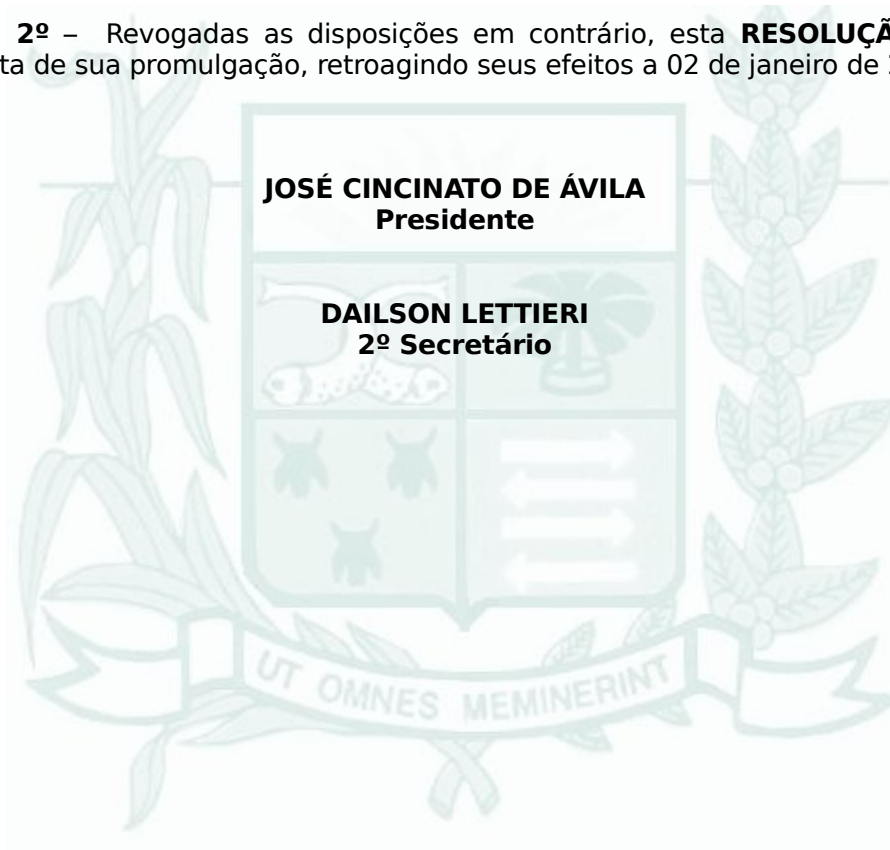 2º – Revogadas as disposições em contrário, esta RESOLUÇÃ
ta de sua promulgação, retroagindo seus efeitos a 02 de janeiro de
JOSÉ CINCINATO DE ÁVILA
Presidente
DAILSON LETTIERI
2º Secretário
UT OMNES MEMINERINT